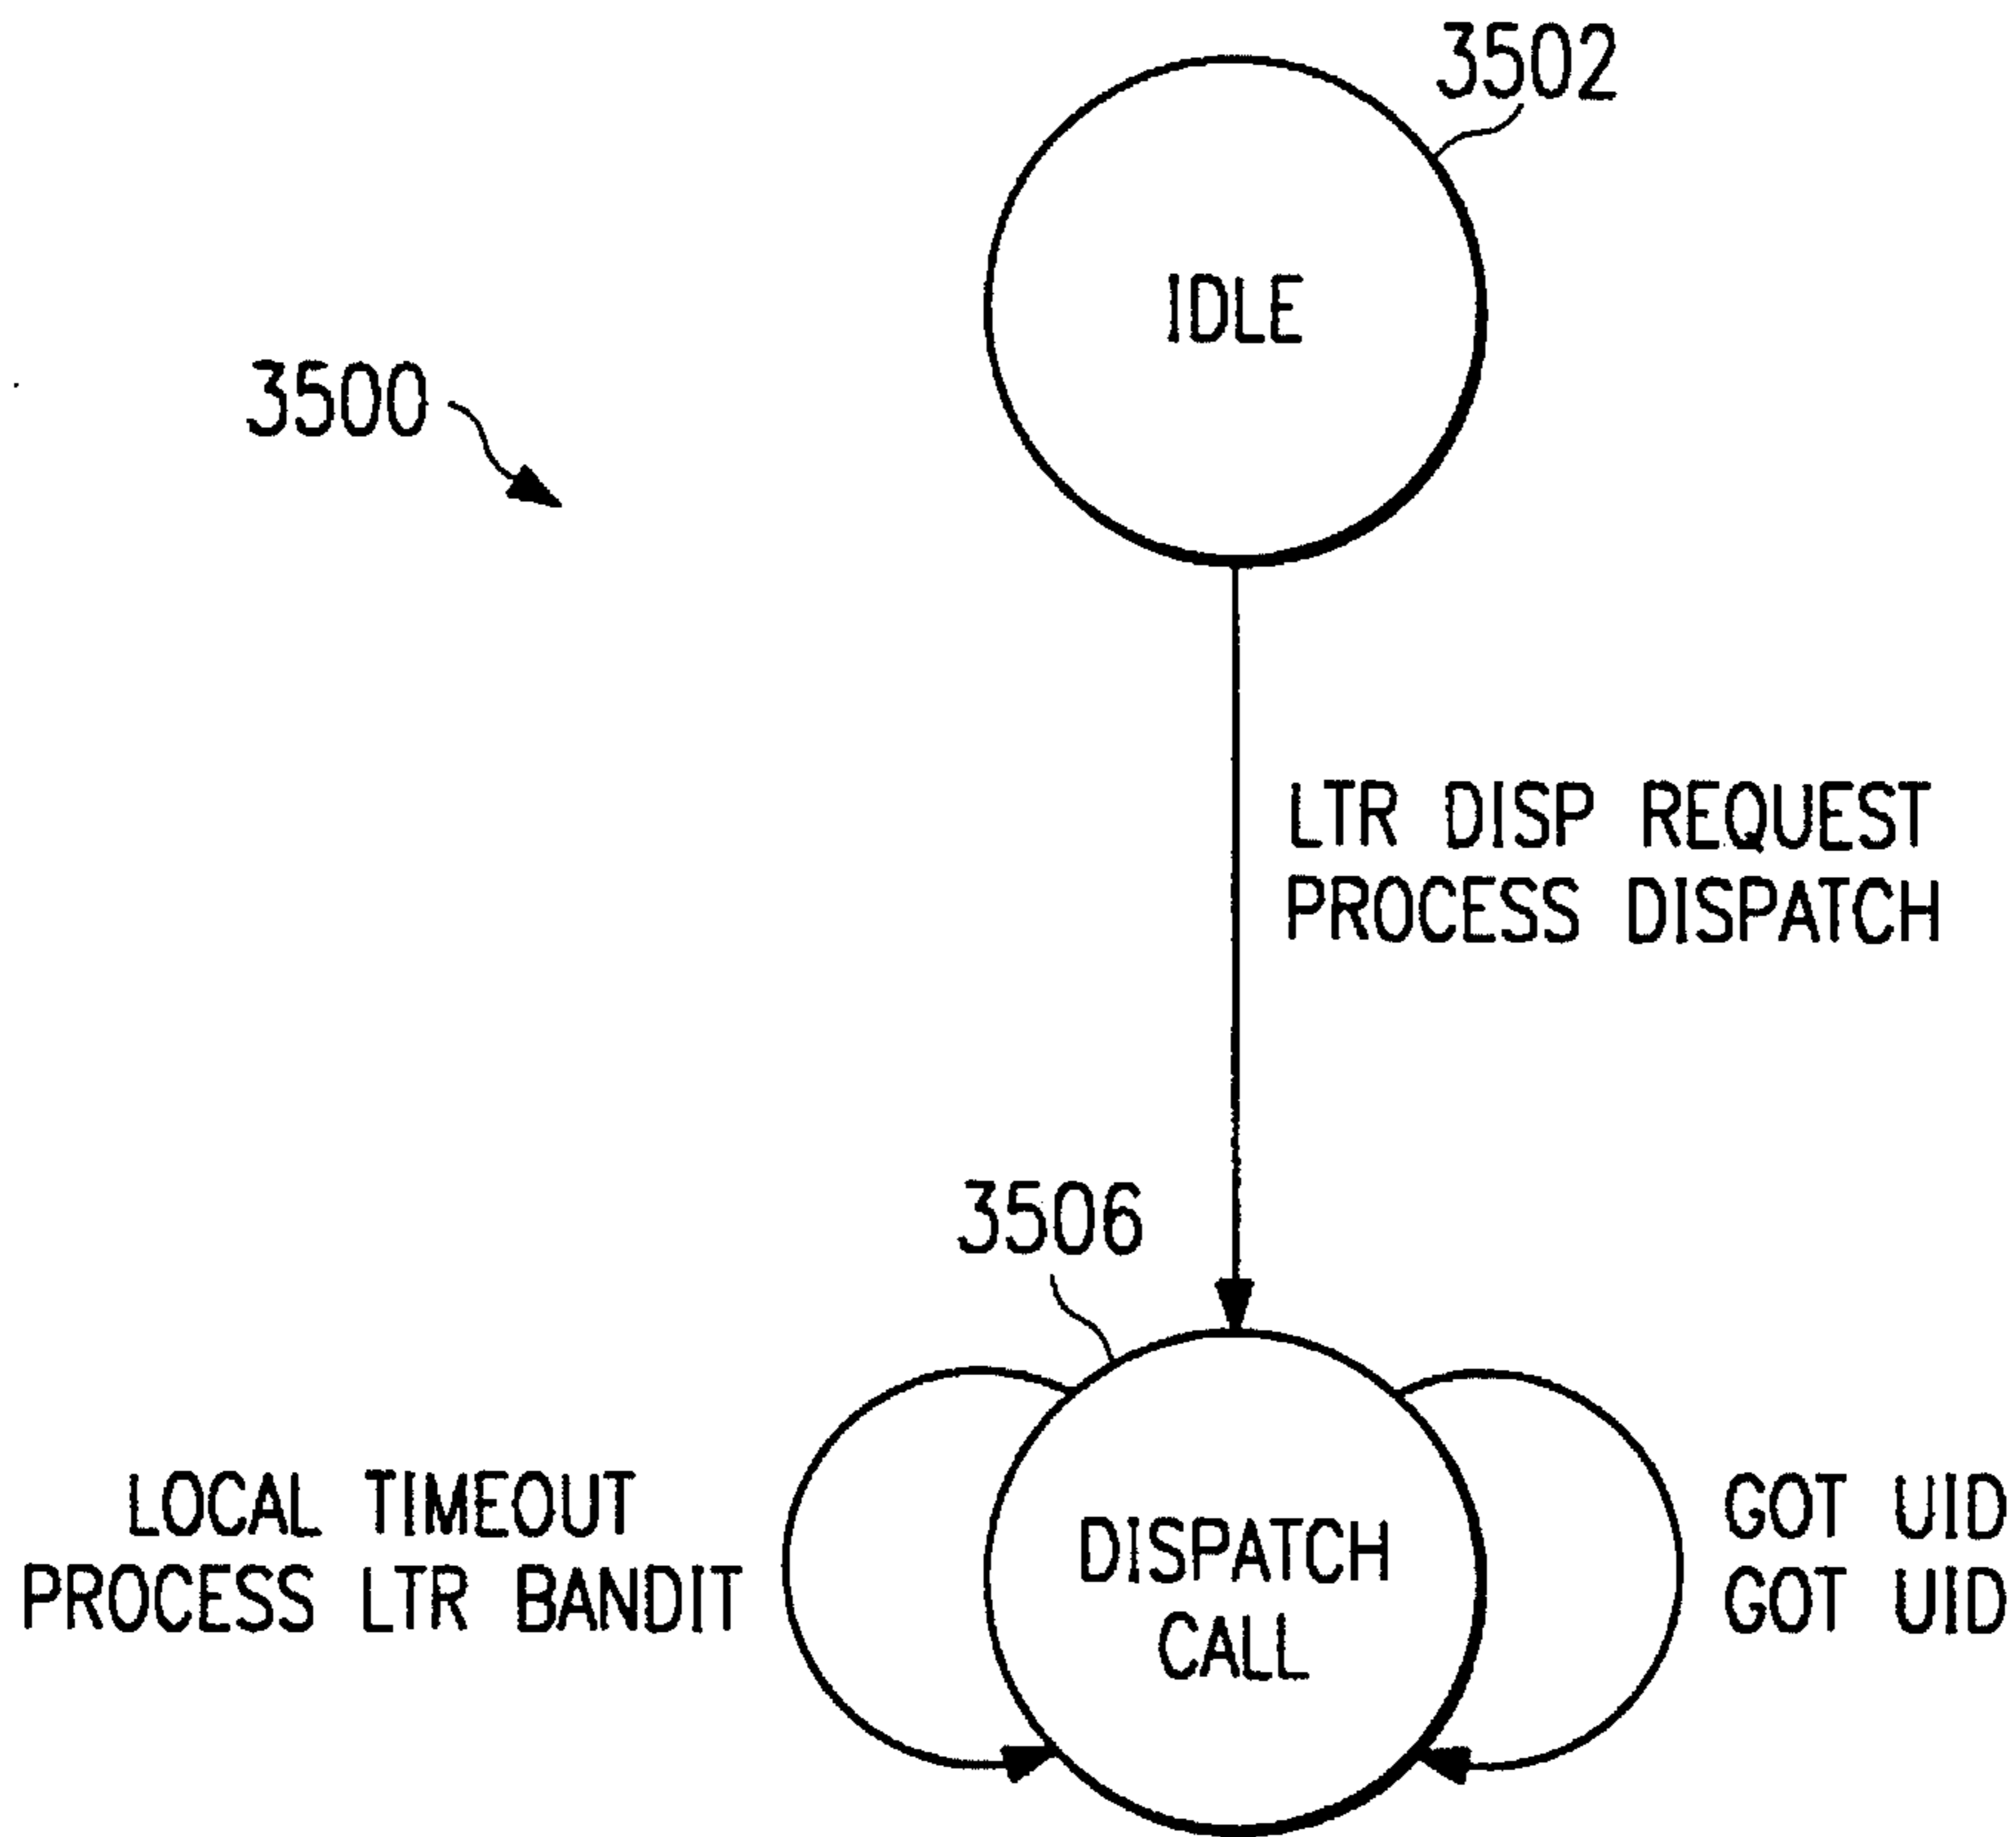 3502
IDLE
3500
LTR DISP REQUEST
PROCESS DISPATCH
3506
LOCAL TIMEOUT
PROCESS LTR BANDIT
DISPATCH
CALL
GOT UID
GOT UID